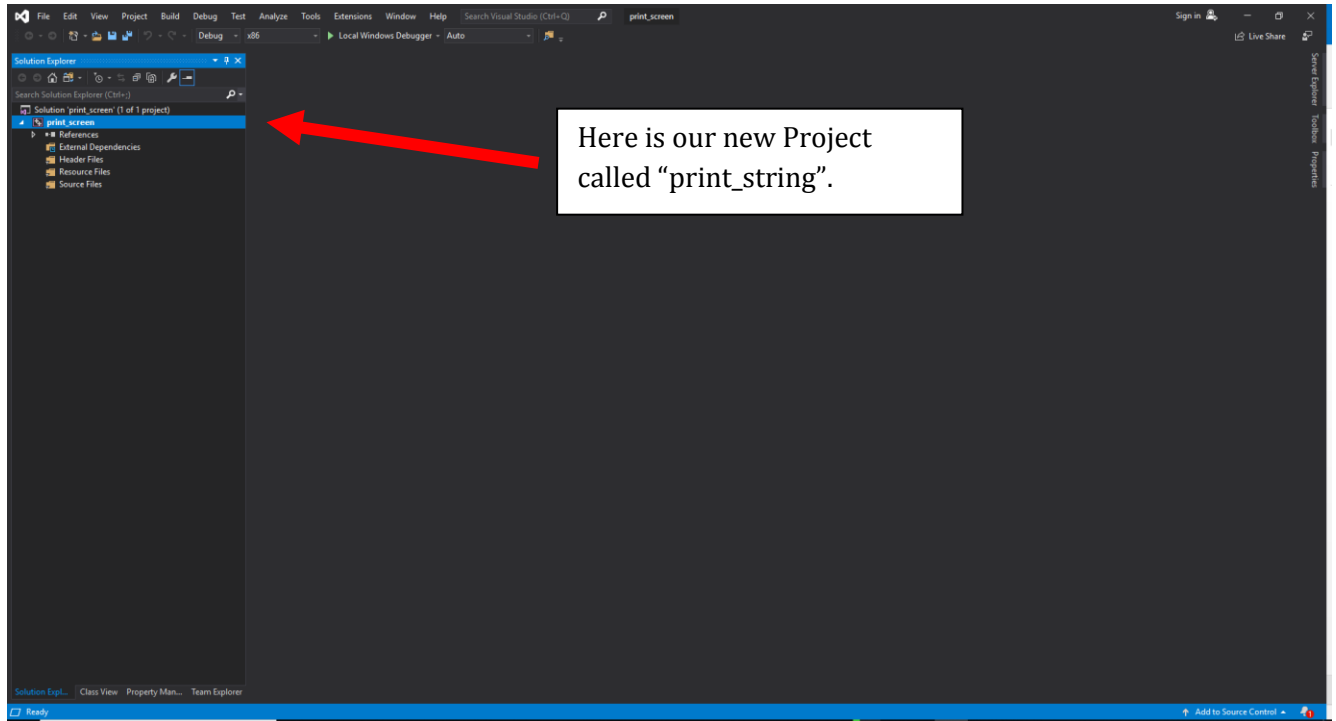 File Edit View Project Build Debug Test Analyze Tools Extensions Window Help Search Visual Studio (Ctrl+Q) print_screen Sign in
Debug x86 Local Windows Debugger Auto Live Share
Solution Explorer
Search Solution Explorer (Ctrl+;)
Solution 'print_screen' (1 of 1 project)
print_screen
References
External Dependencies
Header Files
Resource Files
Source Files
Here is our new Project
called “print_string”.
Server Explorer
Toolbox
Properties
Solution Expl... Class View Property Man... Team Explorer
Ready Add to Source Control 1